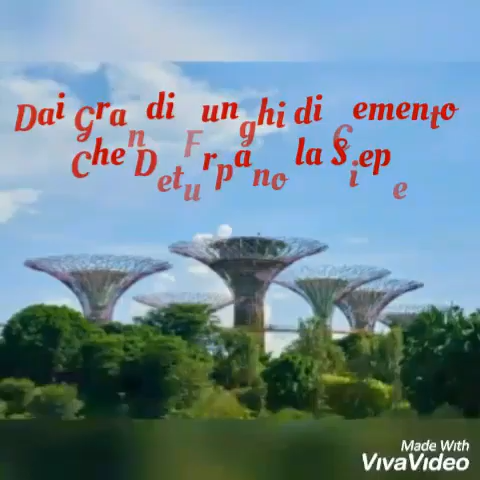 Dai Grandi Funghi di Cemento
Che Deturpano la Siepe
Made With
VivaVideo